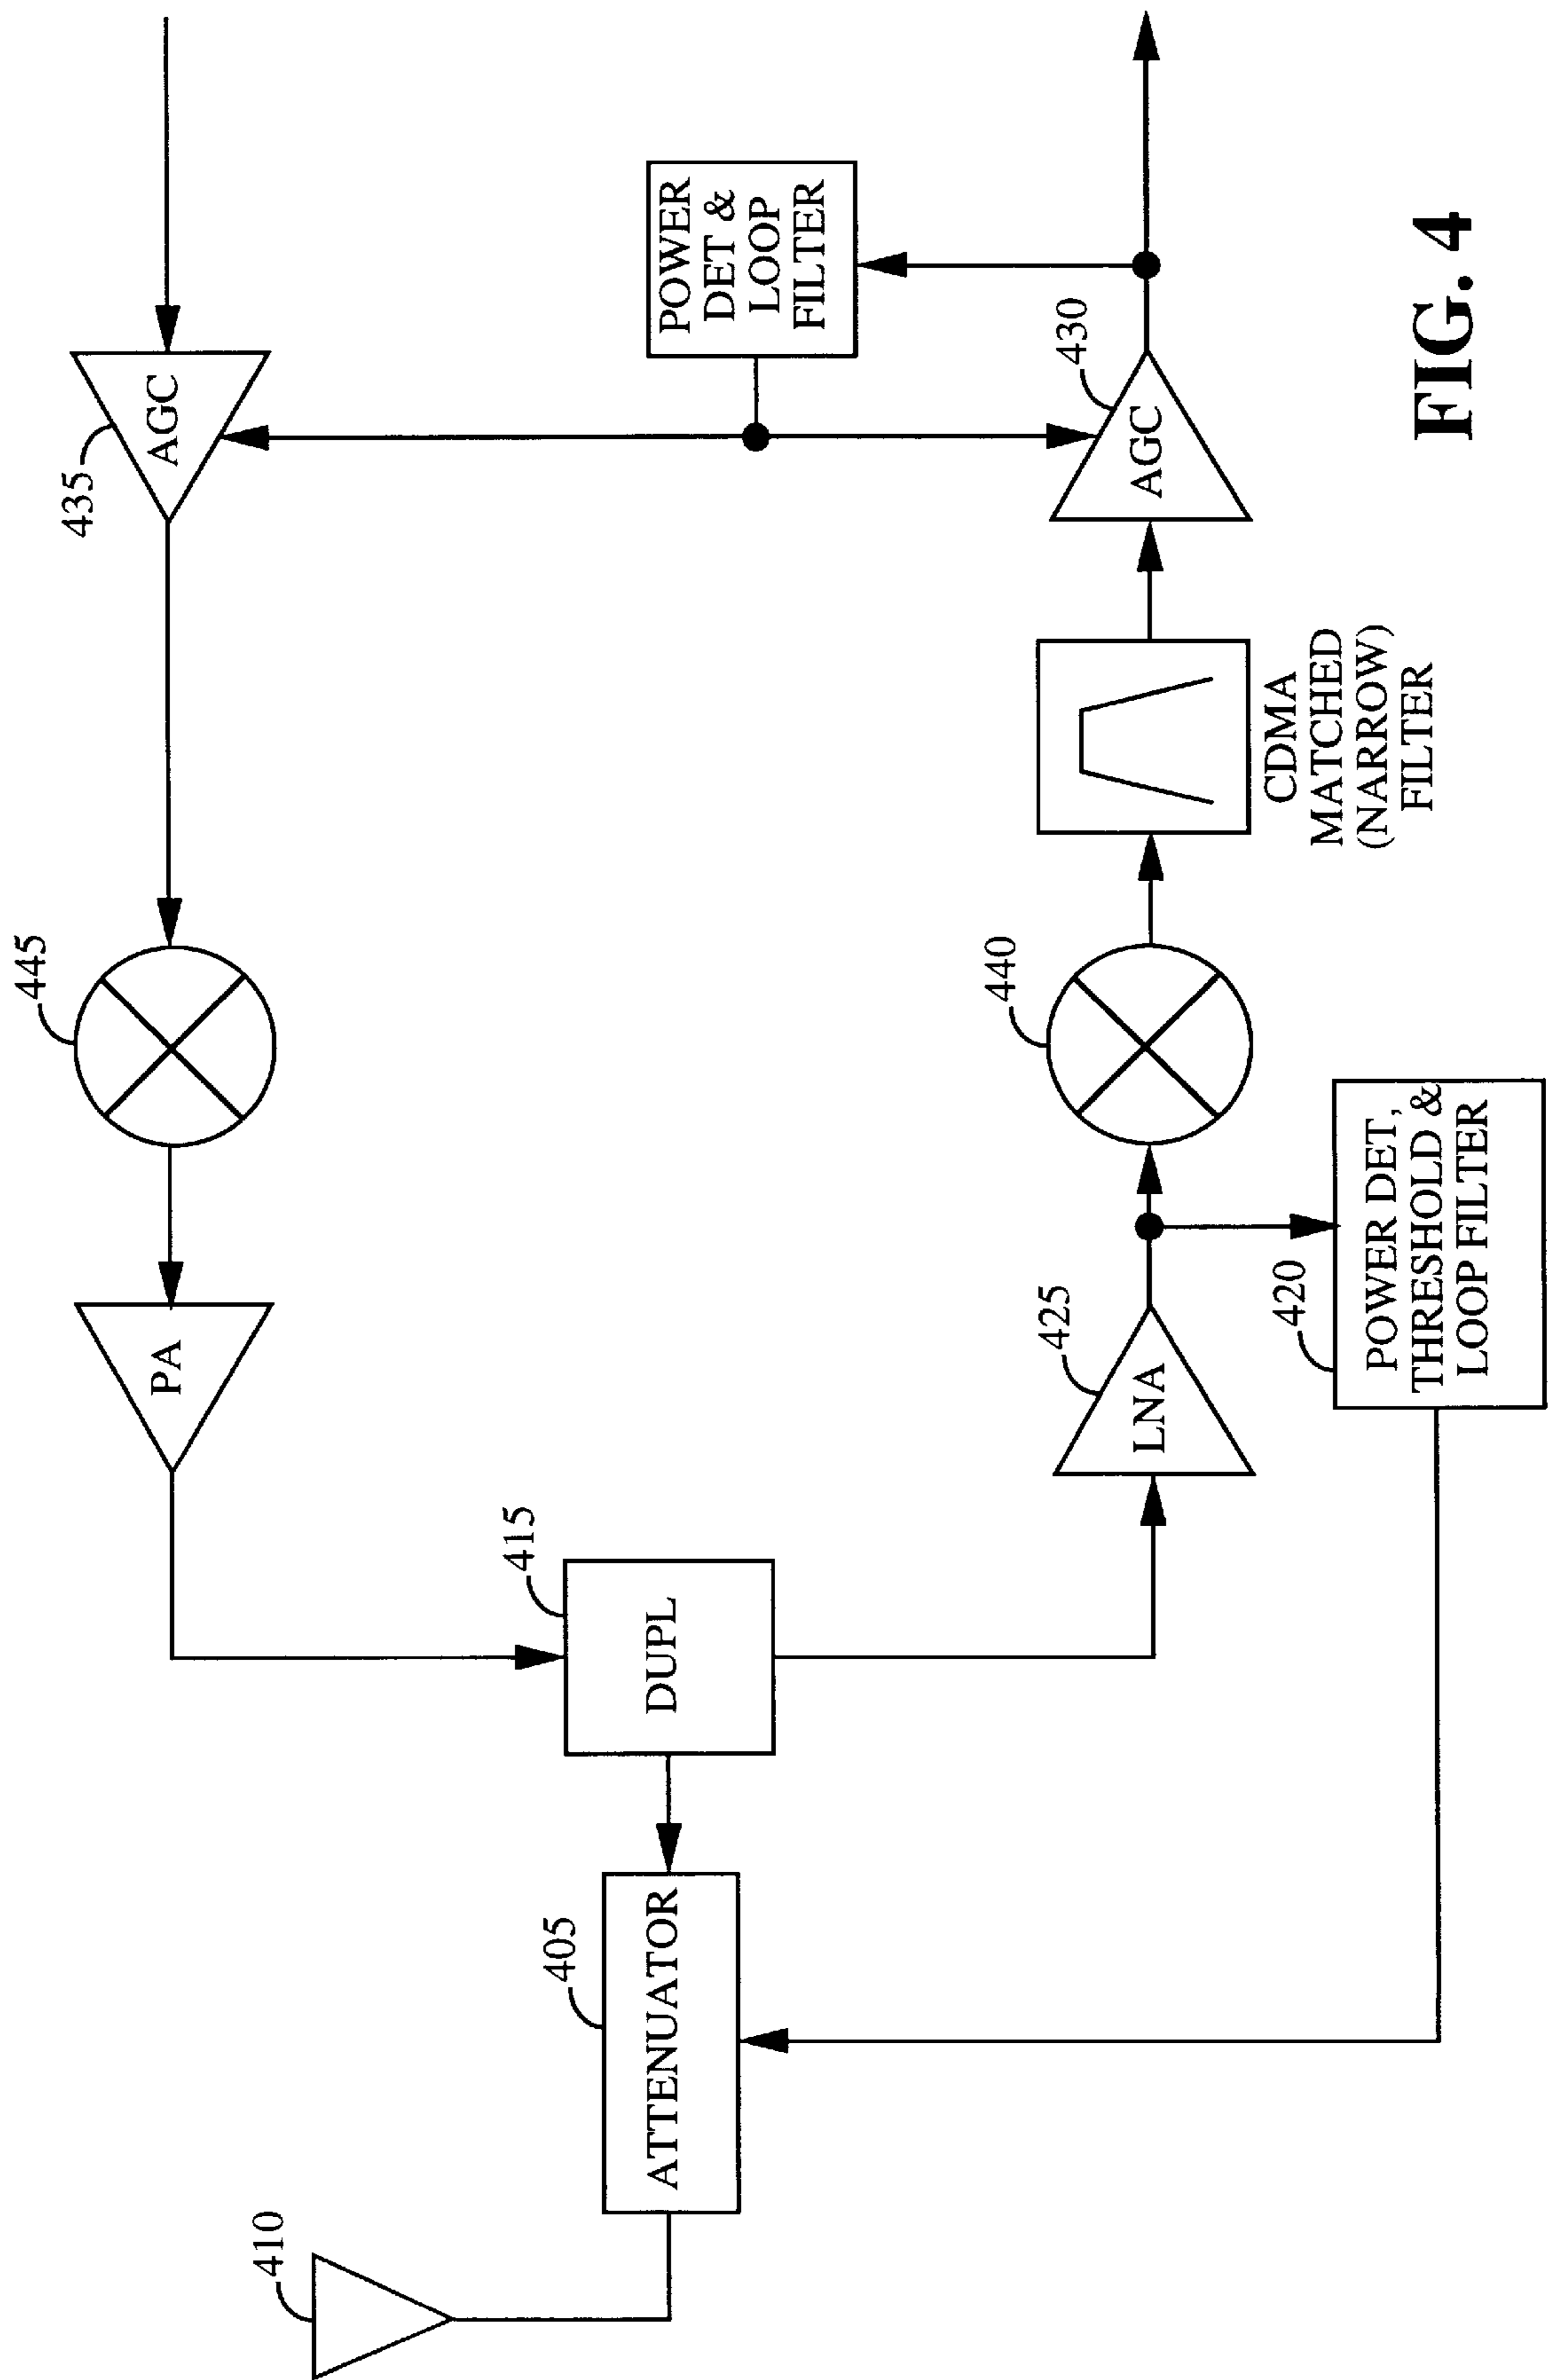 435
AGC
445
PA
POWER
DET &
LOOP
FILTER
415
DUPL
405
ATTENUATOR
410
430
AGC
CDMA
MATCHED
(NARROW)
FILTER
440
425
LNA
420
POWER DET,
THRESHOLD &
LOOP FILTER
FIG. 4